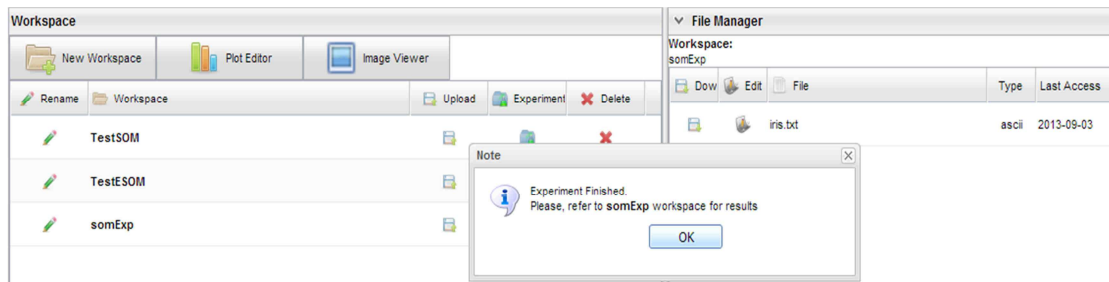 Workspace
New Workspace
Plot Editor
Image Viewer
Rename Workspace Upload Experiment Delete
TestSOM
TestESOM
somExp
File Manager
Workspace:
somExp
Dow Edit File Type Last Access
iris.txt ascii 2013-09-03
Note
Experiment Finished.
Please, refer to somExp workspace for results
OK